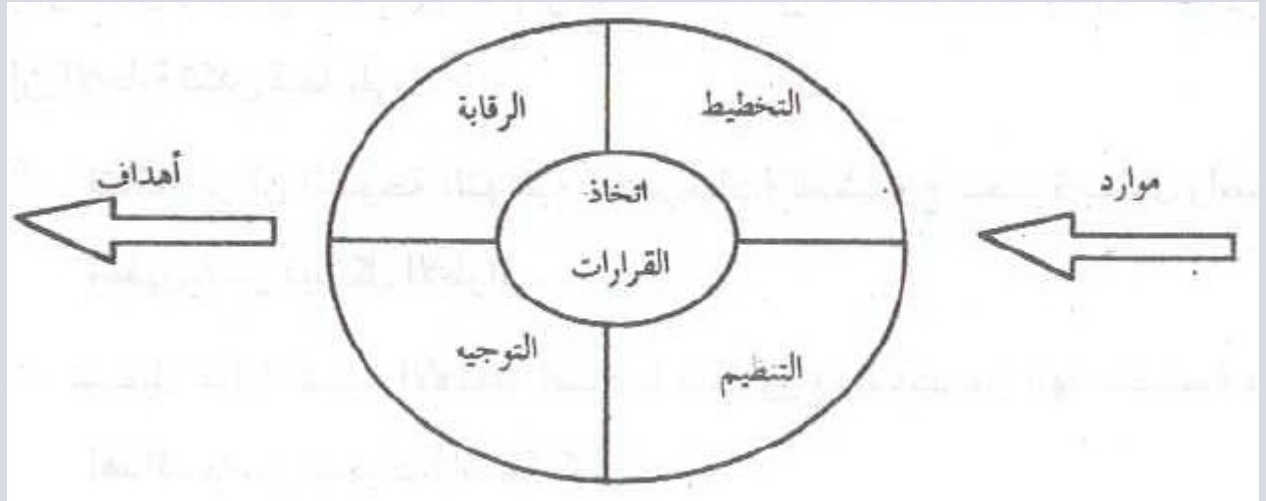 موارد
التخطيط
الرقابة
أهداف
اتخاذ
القرارات
التنظيم
التوجيه